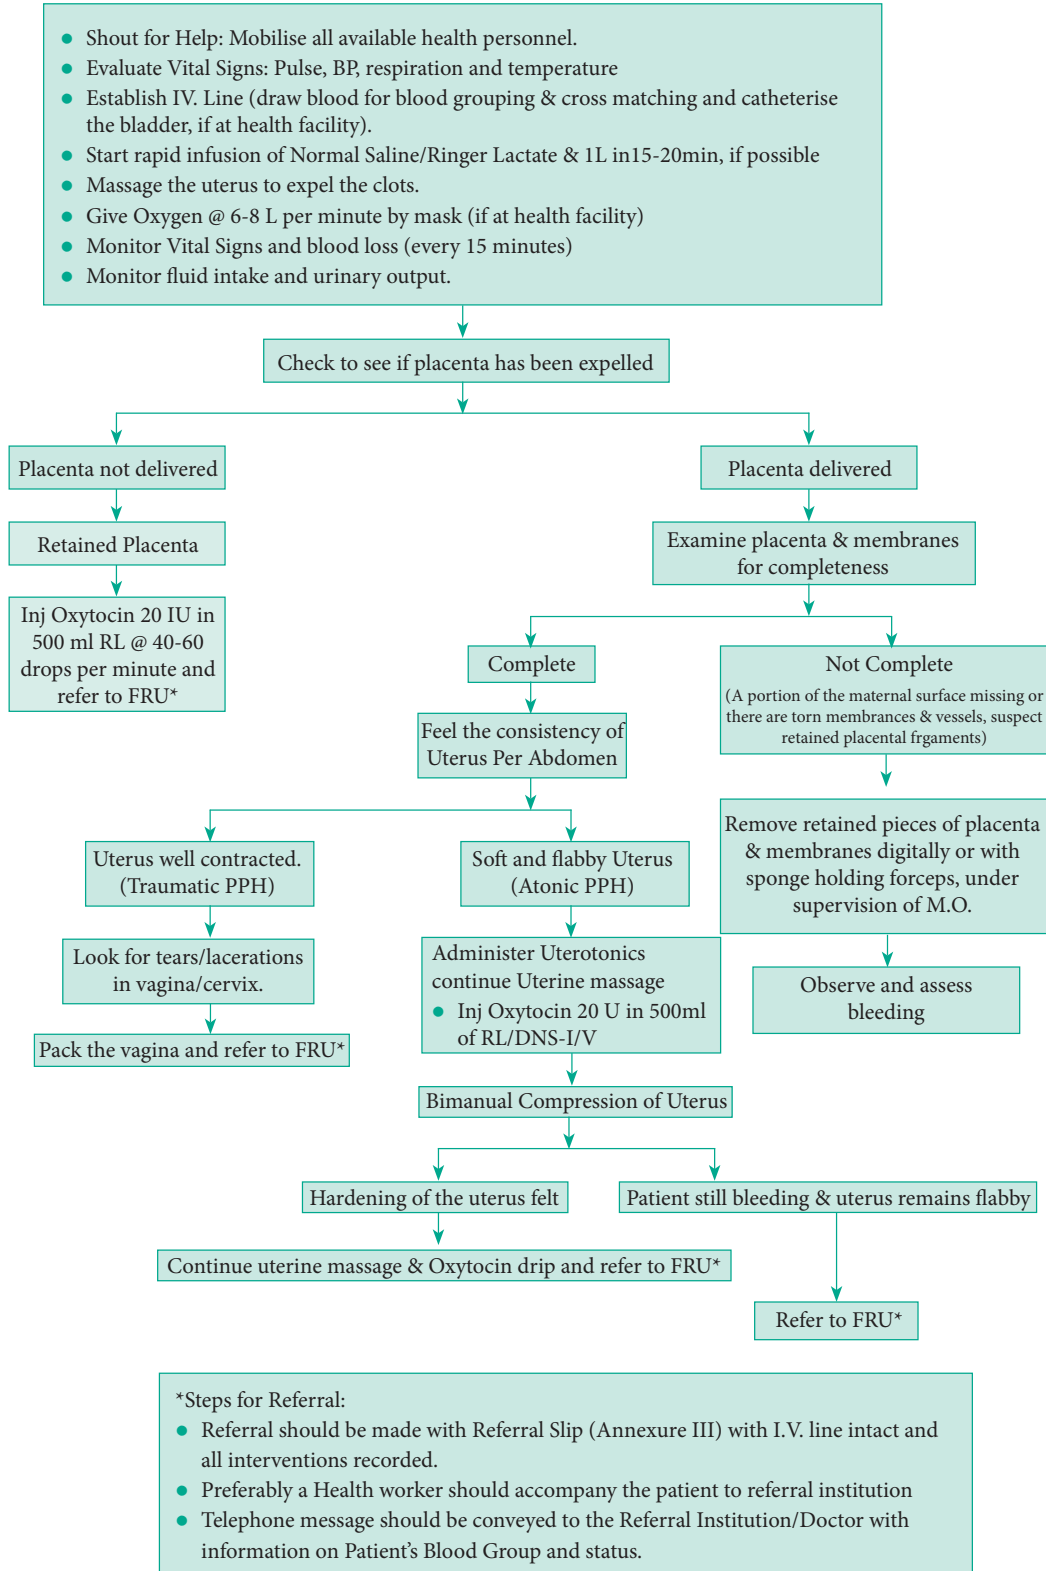 ● Shout for Help: Mobilise all available health personnel.
● Evaluate Vital Signs: Pulse, BP, respiration and temperature
● Establish IV. Line (draw blood for blood grouping & cross matching and catheterise
the bladder, if at health facility).
● Start rapid infusion of Normal Saline/Ringer Lactate & 1L in15-20min, if possible
● Massage the uterus to expel the clots.
● Give Oxygen @ 6-8 L per minute by mask (if at health facility)
● Monitor Vital Signs and blood loss (every 15 minutes)
● Monitor fluid intake and urinary output.
Check to see if placenta has been expelled
Placenta not delivered
Retained Placenta
Inj Oxytocin 20 IU in
500 ml RL @ 40-60
drops per minute and
refer to FRU*
Placenta delivered
Examine placenta & membranes
for completeness
Complete
Feel the consistency of
Uterus Per Abdomen
Not Complete
(A portion of the maternal surface missing or
there are torn membrances & vessels, suspect
retained placental frgaments)
Remove retained pieces of placenta
& membranes digitally or with
sponge holding forceps, under
supervision of M.O.
Observe and assess
bleeding
Uterus well contracted.
(Traumatic PPH)
Look for tears/lacerations
in vagina/cervix.
Pack the vagina and refer to FRU*
Soft and flabby Uterus
(Atonic PPH)
Administer Uterotonics
continue Uterine massage
● Inj Oxytocin 20 U in 500ml
of RL/DNS-I/V
Bimanual Compression of Uterus
Hardening of the uterus felt
Continue uterine massage & Oxytocin drip and refer to FRU*
Patient still bleeding & uterus remains flabby
Refer to FRU*
*Steps for Referral:
● Referral should be made with Referral Slip (Annexure III) with I.V. line intact and
all interventions recorded.
● Preferably a Health worker should accompany the patient to referral institution
● Telephone message should be conveyed to the Referral Institution/Doctor with
information on Patient's Blood Group and status.